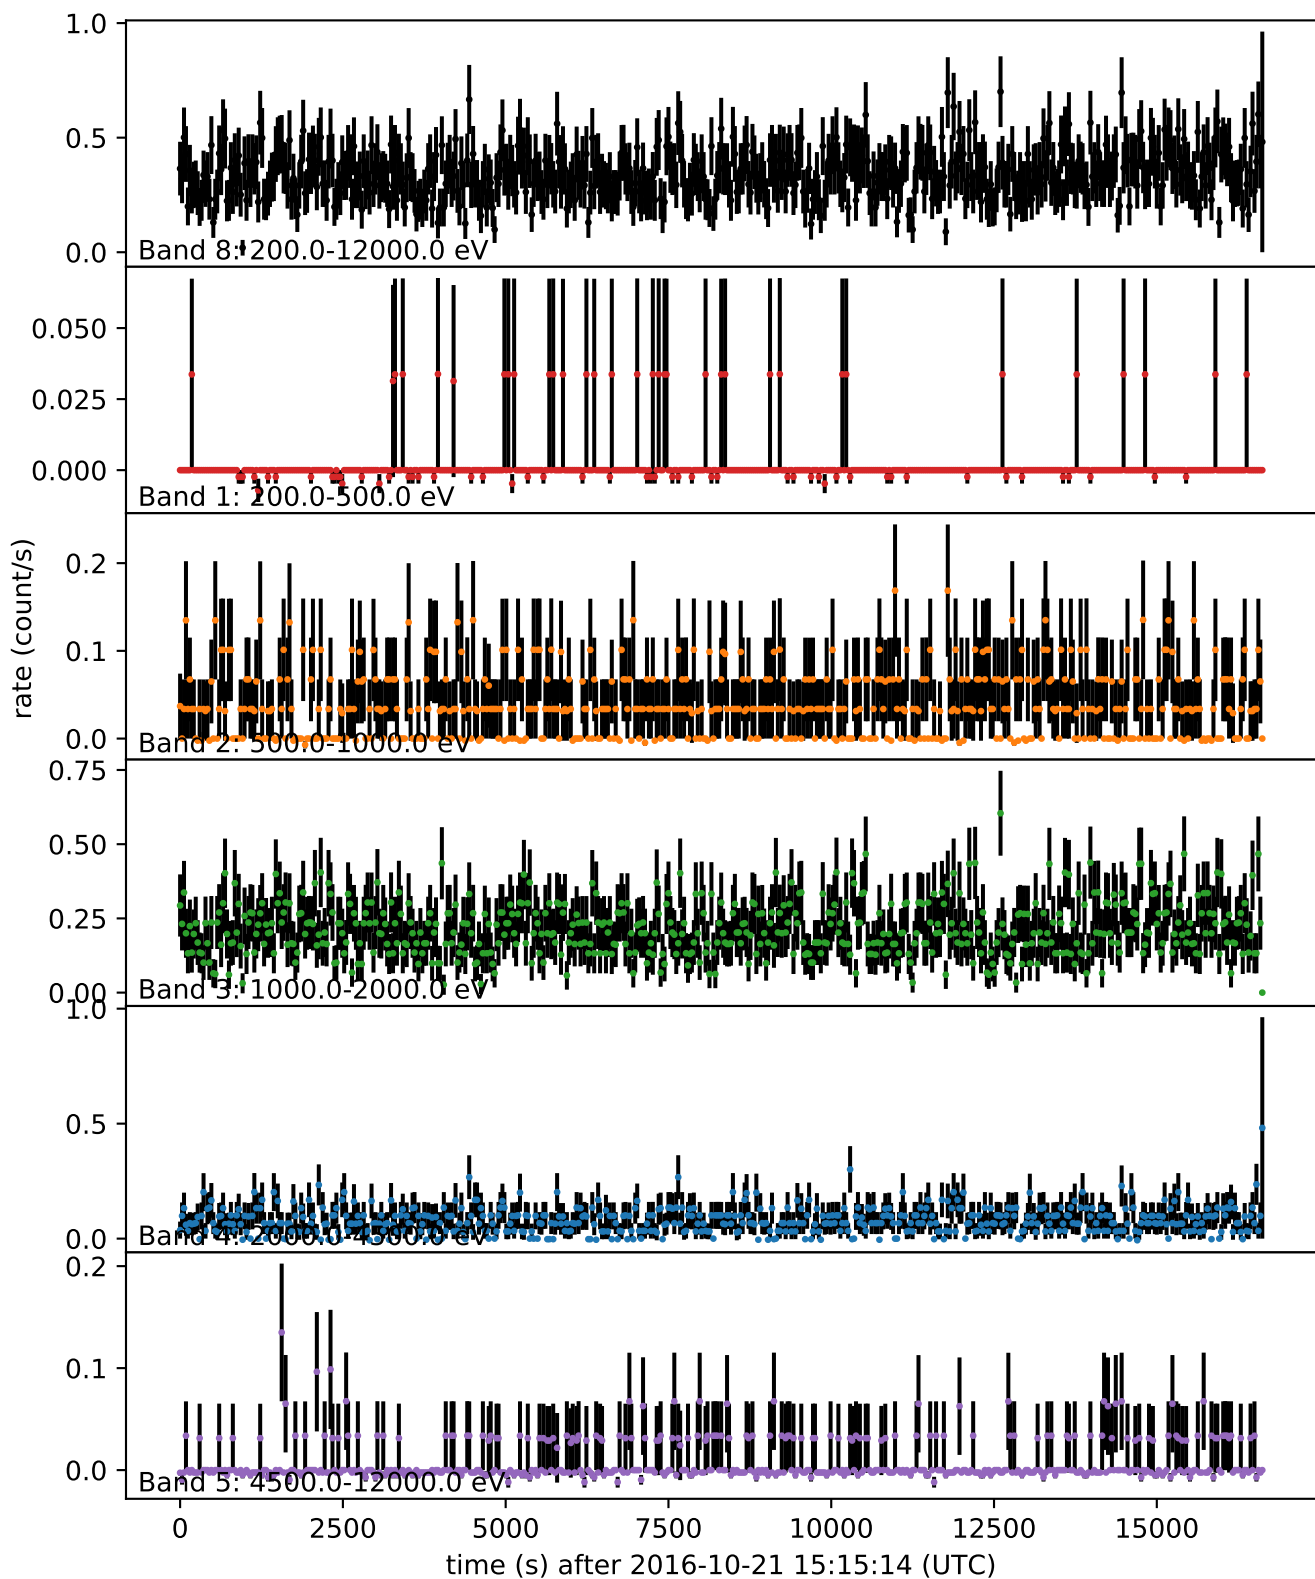 1.0
0.5
0.0
Band 8: 200.0-12000.0 eV
0.050
0.025
0.000
Band 1: 200.0-500.0 eV
0.2
0.1
0.0
Band 2: 500.0-1000.0 eV
rate (count/s)
0.75
0.50
0.25
0.00
Band 3: 1000.0-2000.0 eV
1.0
0.5
0.0
Band 4: 2000.0-4500.0 eV
0.2
0.1
0.0
Band 5: 4500.0-12000.0 eV
0 2500 5000 7500 10000 12500 15000
time (s) after 2016-10-21 15:15:14 (UTC)